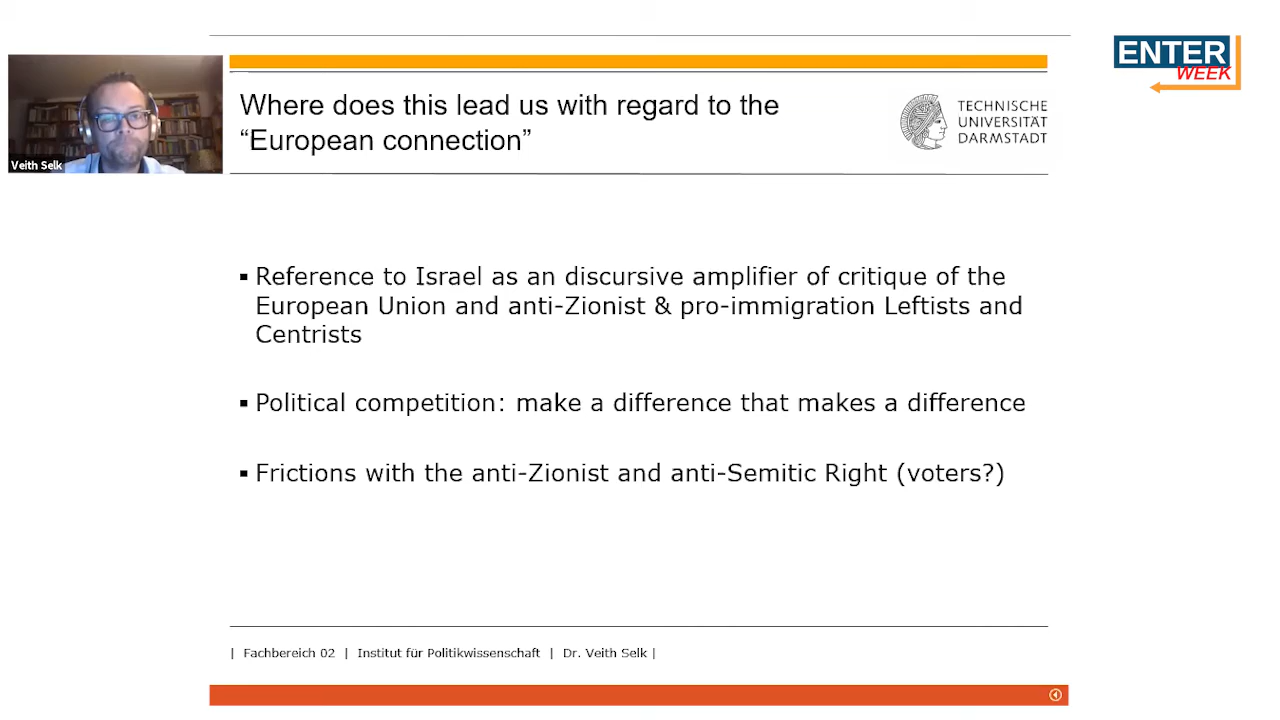 ENTER
WEEK
Veith Selk
Where does this lead us with regard to the
“European connection”
TECHNISCHE
UNIVERSITÄT
DARMSTADT
▪ Reference to Israel as an discursive amplifier of critique of the
European Union and anti-Zionist & pro-immigration Leftists and
Centrists
▪ Political competition: make a difference that makes a difference
▪ Frictions with the anti-Zionist and anti-Semitic Right (voters?)
| Fachbereich 02 | Institut für Politikwissenschaft | Dr. Veith Selk |